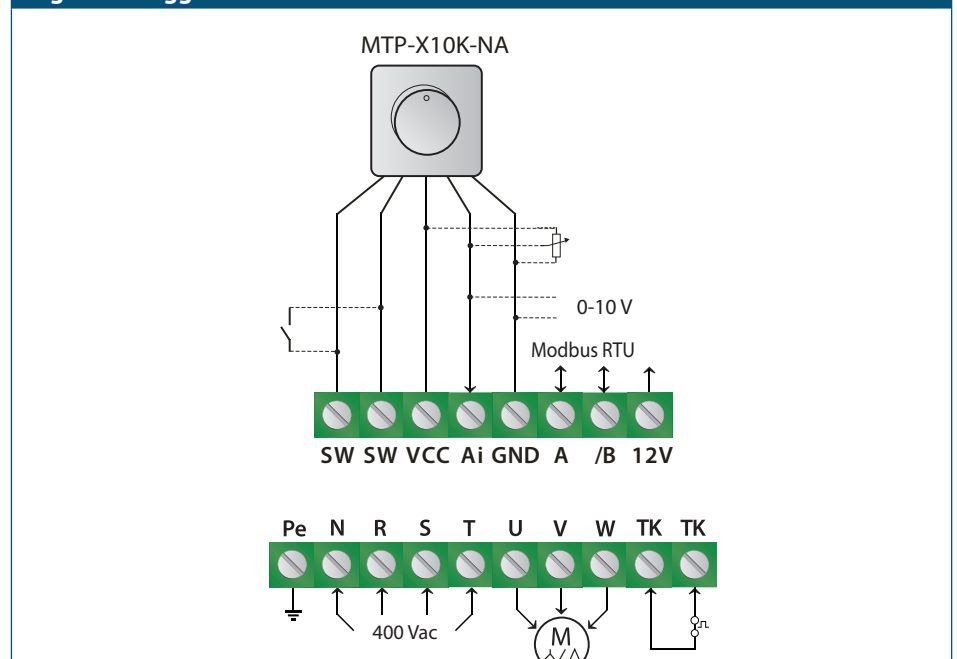 MTP-X10K-NA
0-10 V
Modbus RTU
SW SW VCC Ai GND A /B 12V
Pe N R S T U V W TK TK
400 Vac
M